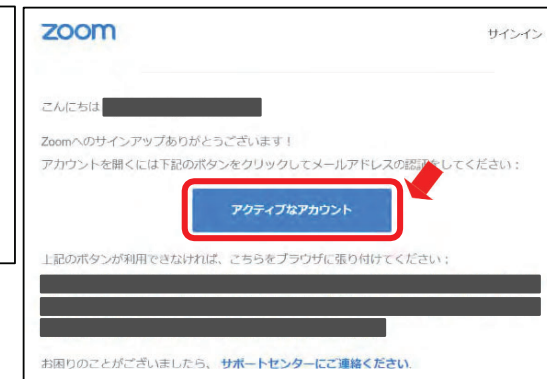 zoom
サインイン
こんにちは
Zoomへのサインアップありがとうございます！
アカウントを開くには下記のボタンをクリックしてメールアドレスの認証をしてください：
アクティブなアカウント
上記のボタンが利用できなければ、こちらをブラウザに張り付けてください：
お困りのことがございましたら、 サポートセンターにご連絡ください.